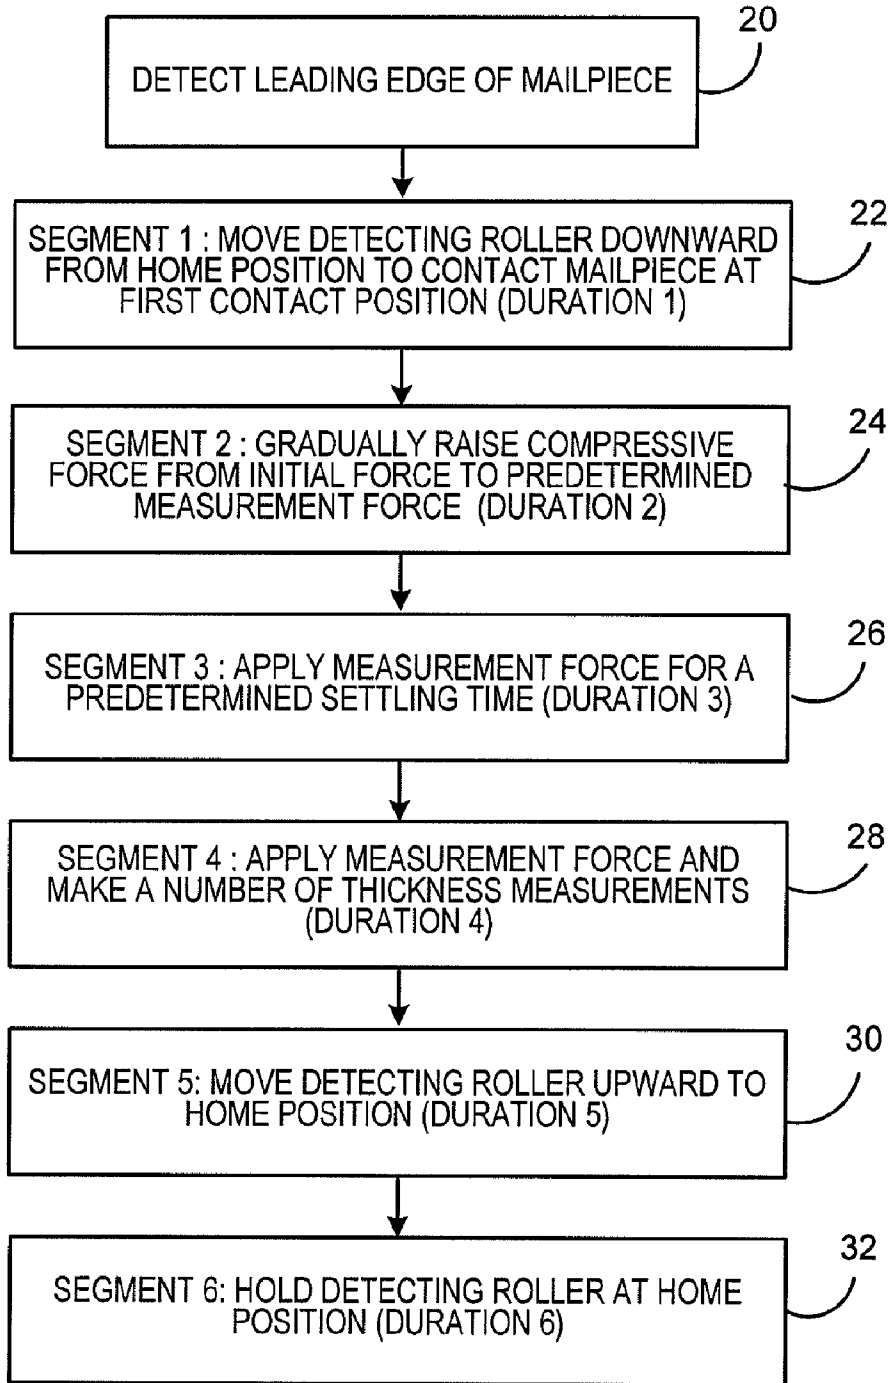 20
DETECT LEADING EDGE OF MAILPIECE
22
SEGMENT 1 : MOVE DETECTING ROLLER DOWNWARD
FROM HOME POSITION TO CONTACT MAILPIECE AT
FIRST CONTACT POSITION (DURATION 1)
24
SEGMENT 2 : GRADUALLY RAISE COMPRESSIVE
FORCE FROM INITIAL FORCE TO PREDETERMINED
MEASUREMENT FORCE (DURATION 2)
26
SEGMENT 3 : APPLY MEASUREMENT FORCE FOR A
PREDETERMINED SETTLING TIME (DURATION 3)
28
SEGMENT 4 : APPLY MEASUREMENT FORCE AND
MAKE A NUMBER OF THICKNESS MEASUREMENTS
(DURATION 4)
30
SEGMENT 5: MOVE DETECTING ROLLER UPWARD TO
HOME POSITION (DURATION 5)
32
SEGMENT 6: HOLD DETECTING ROLLER AT HOME
POSITION (DURATION 6)